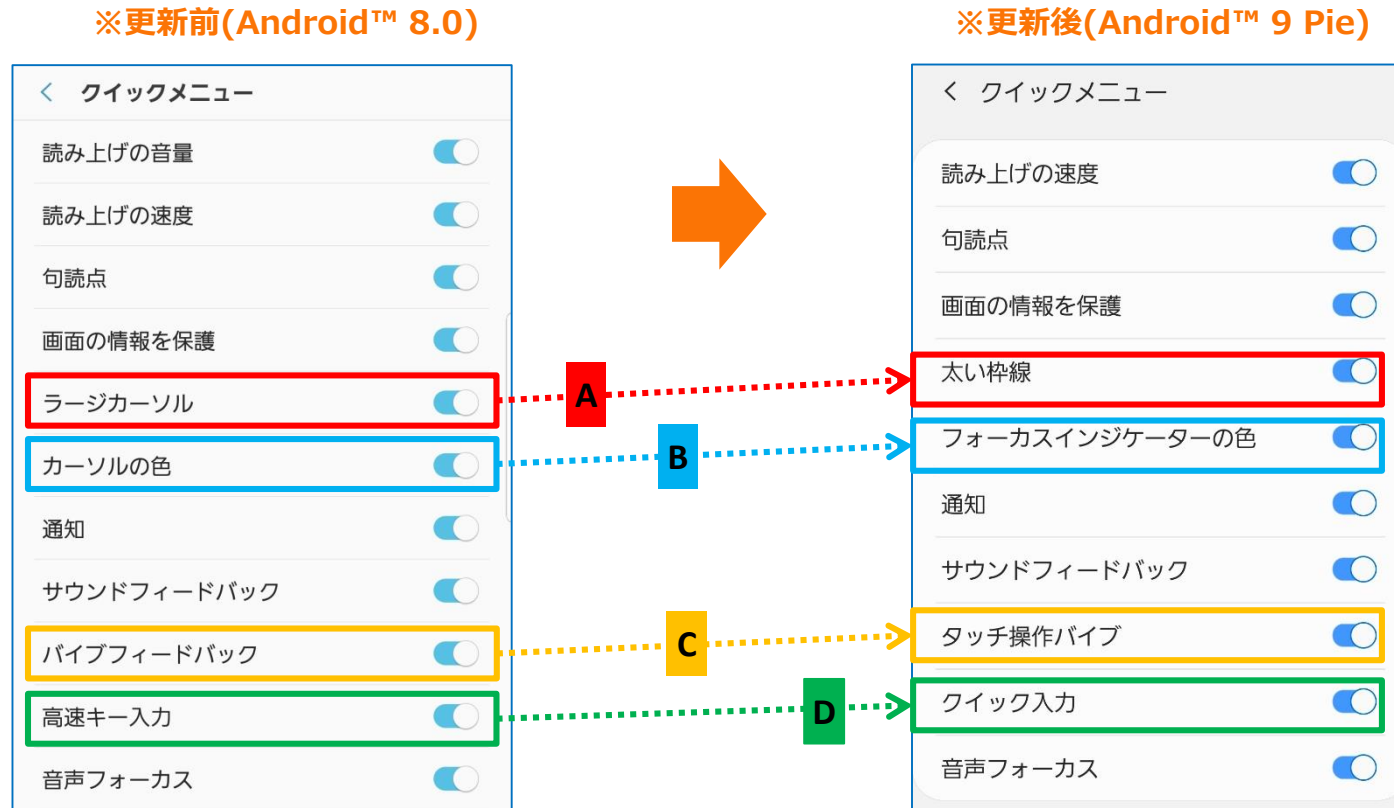 ※更新前(Android™ 8.0)
クイックメニュー
読み上げの音量
読み上げの速度
句読点
画面の情報を保護
ラージカーソル
カーソルの色
通知
サウンドフィードバック
バイブフィードバック
高速キー入力
音声フォーカス
A
B
C
D
※更新後(Android™ 9 Pie)
クイックメニュー
読み上げの速度
句読点
画面の情報を保護
太い枠線
フォーカスインジケーターの色
通知
サウンドフィードバック
タッチ操作バイブ
クイック入力
音声フォーカス